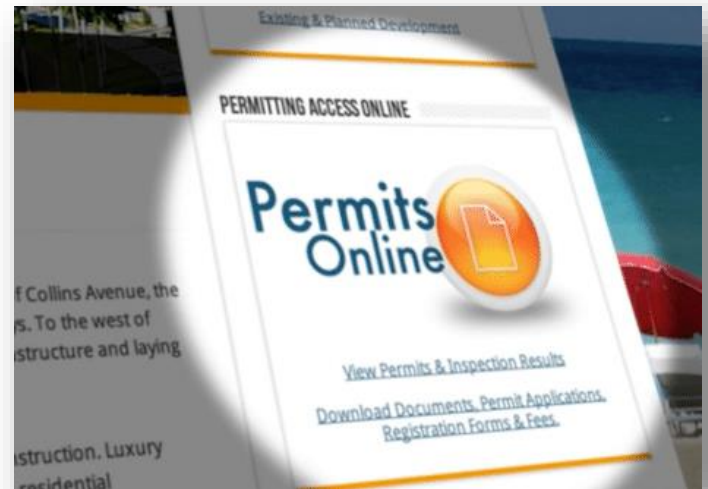 Existing & Planned Development
PERMITTING ACCESS ONLINE
Permits
Online
View Permits & Inspection Results
Download Documents, Permit Applications,
Registration Forms & Fees.
f Collins Avenue, the
s. To the west of
structure and laying
struction. Luxury
residential